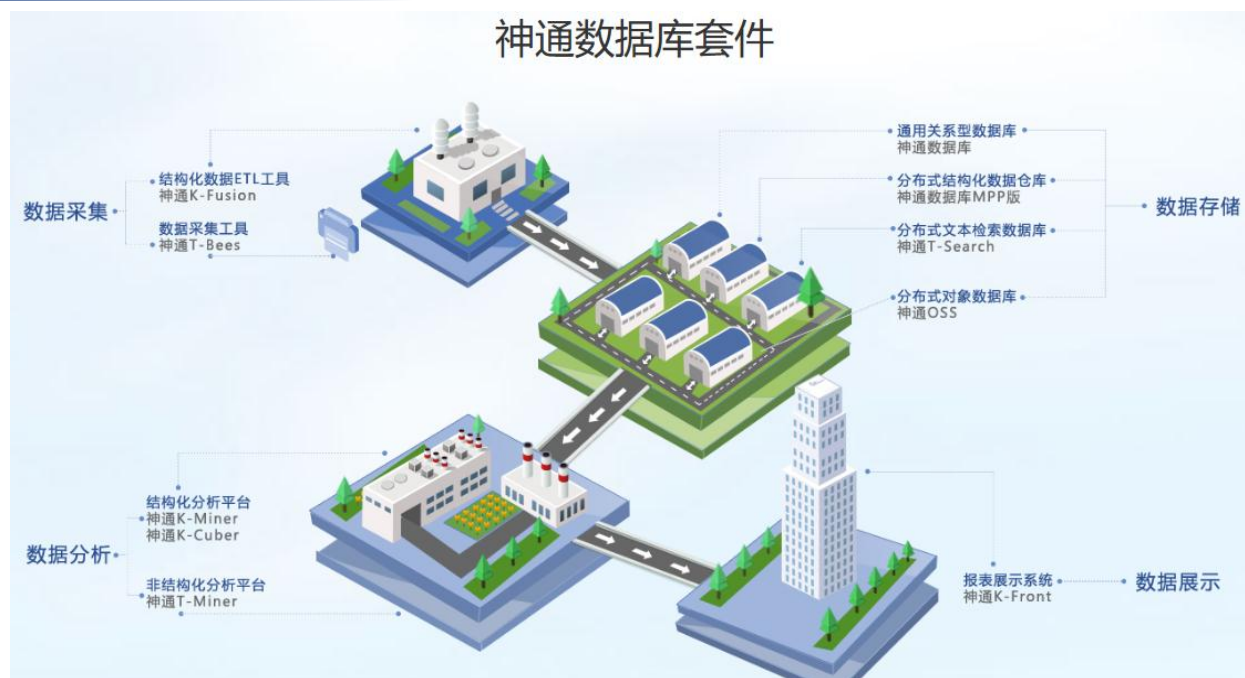 神通数据库套件
数据采集
结构化数据ETL工具
神通K-Fusion
数据采集工具
神通T-Bees
通用关系型数据库
神通数据库
分布式结构化数据仓库
神通数据库MPP版
分布式文本检索数据库
神通T-Search
分布式对象数据库
神通OSS
数据存储
数据分析
结构化分析平台
神通K-Miner
神通K-Cuber
非结构化分析平台
神通T-Miner
报表展示系统
神通K-Front
数据展示